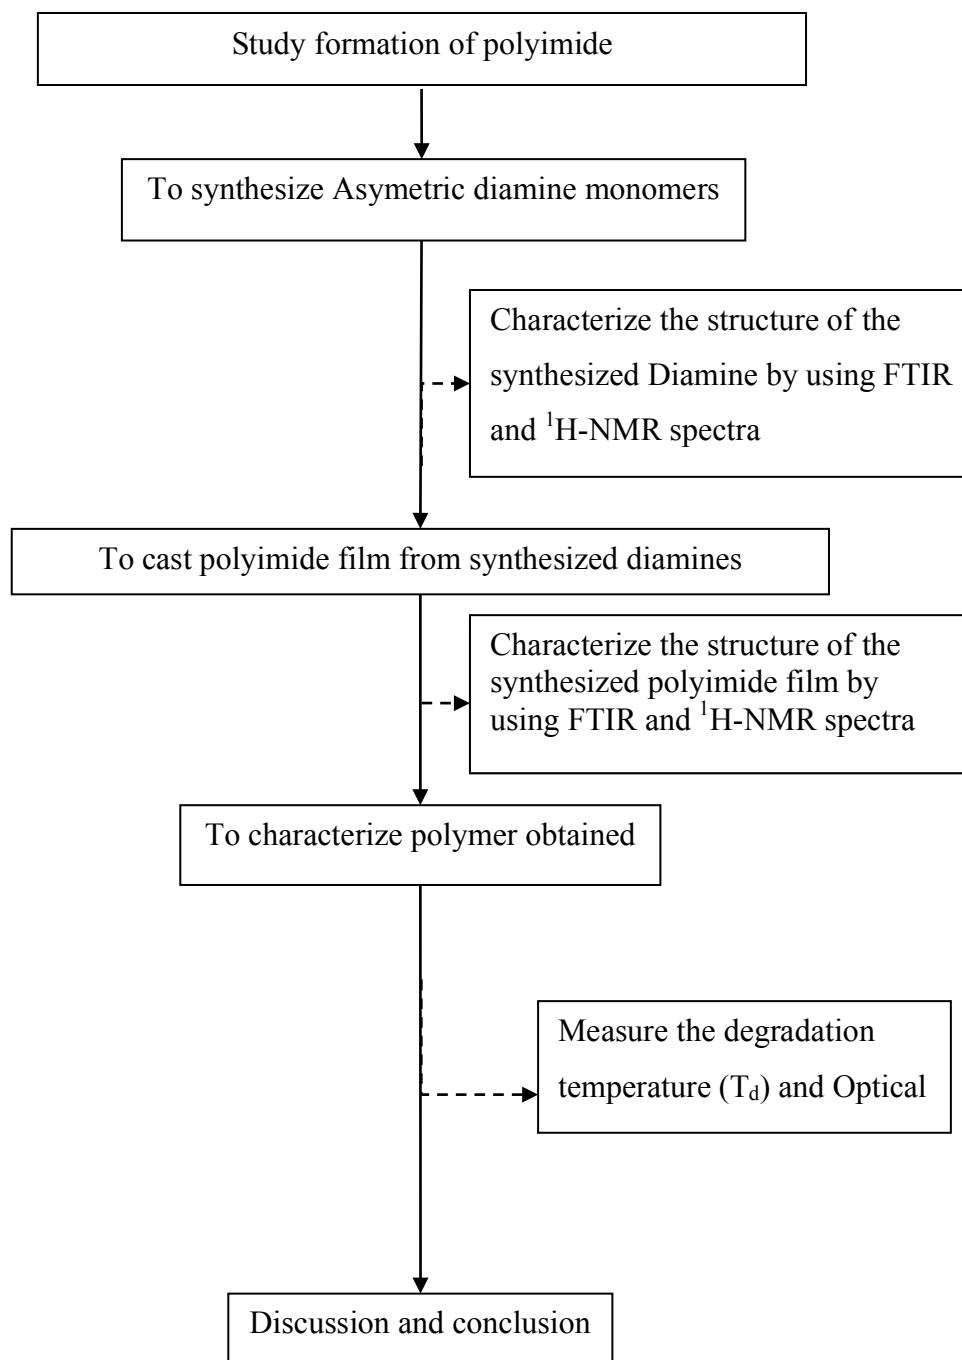 Study formation of polyimide
To synthesize Asymetric diamine monomers
Characterize the structure of the
synthesized Diamine by using FTIR
and ¹H-NMR spectra
To cast polyimide film from synthesized diamines
Characterize the structure of the
synthesized polyimide film by
using FTIR and ¹H-NMR spectra
To characterize polymer obtained
Measure the degradation
temperature (T_d) and Optical
Discussion and conclusion